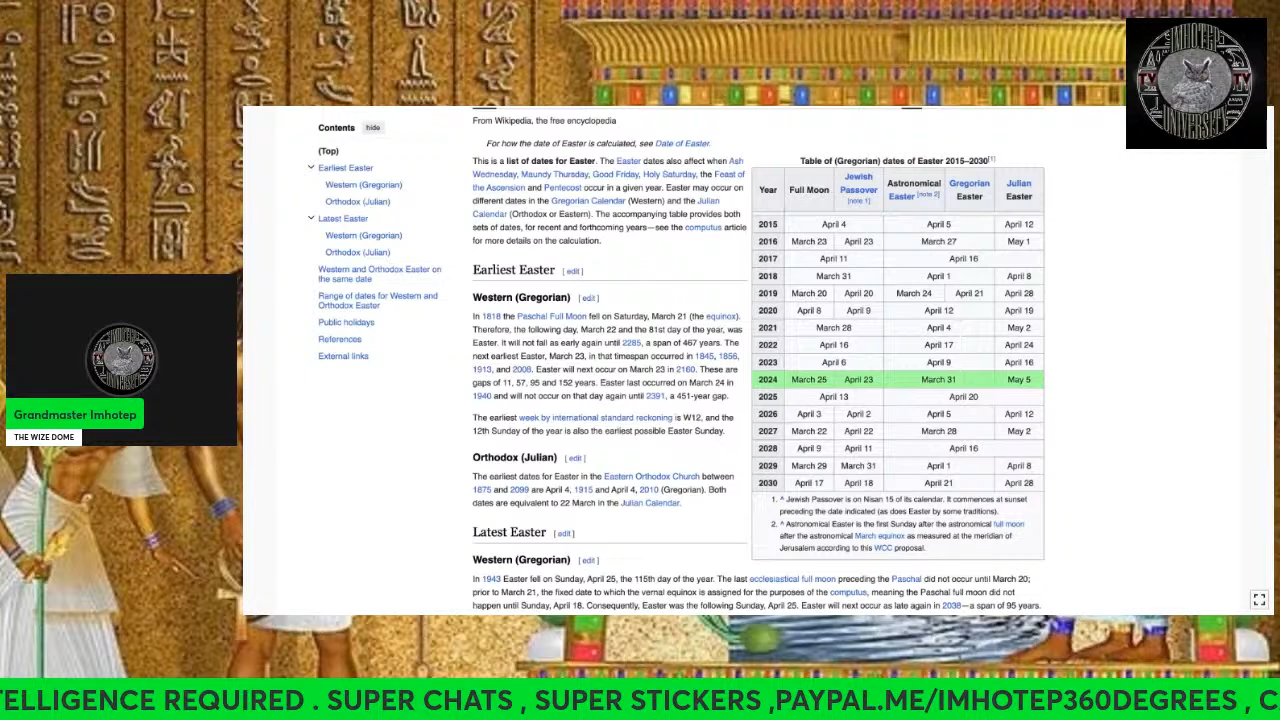 From Wikipedia, the free encyclopedia
Contents hide
(Top)
Earliest Easter
Western (Gregorian)
Orthodox (Julian)
Latest Easter
Western (Gregorian)
Orthodox (Julian)
Western and Orthodox Easter on
the same date
Range of dates for Western and
Orthodox Easter
Public holidays
References
External links
For how the date of Easter is calculated, see Date of Easter.
This is a list of dates for Easter. The Easter dates also affect when Ash
Wednesday, Maundy Thursday, Good Friday, Holy Saturday, the Feast of
the Ascension and Pentecost occur in a given year. Easter may occur on
different dates in the Gregorian Calendar (Western) and the Julian
Calendar (Orthodox or Eastern). The accompanying table provides both
sets of dates, for recent and forthcoming years—see the computus article
for more details on the calculation.
Earliest Easter [ edit ]
Western (Gregorian) [ edit ]
In 1818 the Paschal Full Moon fell on Saturday, March 21 (the equinox).
Therefore, the following day, March 22 and the 81st day of the year, was
Easter. It will not fall as early again until 2285, a span of 467 years. The
next earliest Easter, March 23, in that timespan occurred in 1845, 1856,
1913, and 2008. Easter will next occur on March 23 in 2160. These are
gaps of 11, 57, 95 and 152 years. Easter last occurred on March 24 in
1940 and will not occur on that day again until 2391, a 451-year gap.
The earliest week by international standard reckoning is W12, and the
12th Sunday of the year is also the earliest possible Easter Sunday.
Orthodox (Julian) [ edit ]
The earliest dates for Easter in the Eastern Orthodox Church between
1875 and 2099 are April 4, 1915 and April 4, 2010 (Gregorian). Both
dates are equivalent to 22 March in the Julian Calendar.
Latest Easter [ edit ]
Western (Gregorian) [ edit ]
In 1943 Easter fell on Sunday, April 25, the 115th day of the year. The last ecclesiastical full moon preceding the Paschal did not occur until March 20;
prior to March 21, the fixed date to which the vernal equinox is assigned for the purposes of the computus, meaning the Paschal full moon did not
happen until Sunday, April 18. Consequently, Easter was the following Sunday, April 25. Easter will next occur as late again in 2038—a span of 95 years.
Table of (Gregorian) dates of Easter 2015–2030[1]
Year Full Moon Jewish Passover [note 1] Astronomical Easter [note 2] Gregorian Easter Julian Easter
2015 April 4 April 5 April 12
2016 March 23 April 23 March 27 May 1
2017 April 11 April 16
2018 March 31 April 1 April 8
2019 March 20 April 20 March 24 April 21 April 28
2020 April 8 April 9 April 12 April 19
2021 March 28 April 4 May 2
2022 April 16 April 17 April 24
2023 April 6 April 9 April 16
2024 March 25 April 23 March 31 May 5
2025 April 13 April 20
2026 April 3 April 2 April 5 April 12
2027 March 22 April 22 March 28 May 2
2028 April 9 April 11 April 16
2029 March 29 March 31 April 1 April 8
2030 April 17 April 18 April 21 April 28
1. ^ Jewish Passover is on Nisan 15 of its calendar. It commences at sunset
preceding the date indicated (as does Easter by some traditions).
2. ^ Astronomical Easter is the first Sunday after the astronomical full moon
after the astronomical March equinox as measured at the meridian of
Jerusalem according to this WCC proposal.
IMHOTEP
TV TV
UNIVERSITY
Grandmaster Imhotep
THE WIZE DOME
TELLIGENCE REQUIRED . SUPER CHATS , SUPER STICKERS ,PAYPAL.ME/IMHOTEP360DEGREES , C